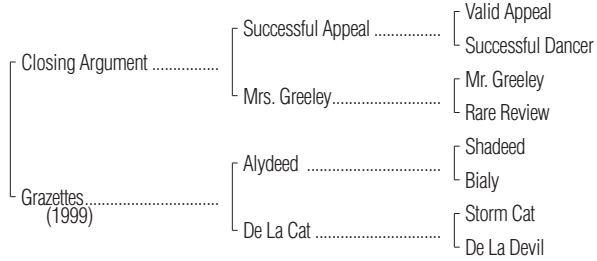 Valid Appeal
Successful Appeal ................
Successful Dancer
Closing Argument ................
Mr. Greeley
Mrs. Greeley..........................
Rare Review
Shadeed
Alydeed ................................
Bialy
Grazettes................................
(1999)
Storm Cat
De La Cat ..............................
De La Devil